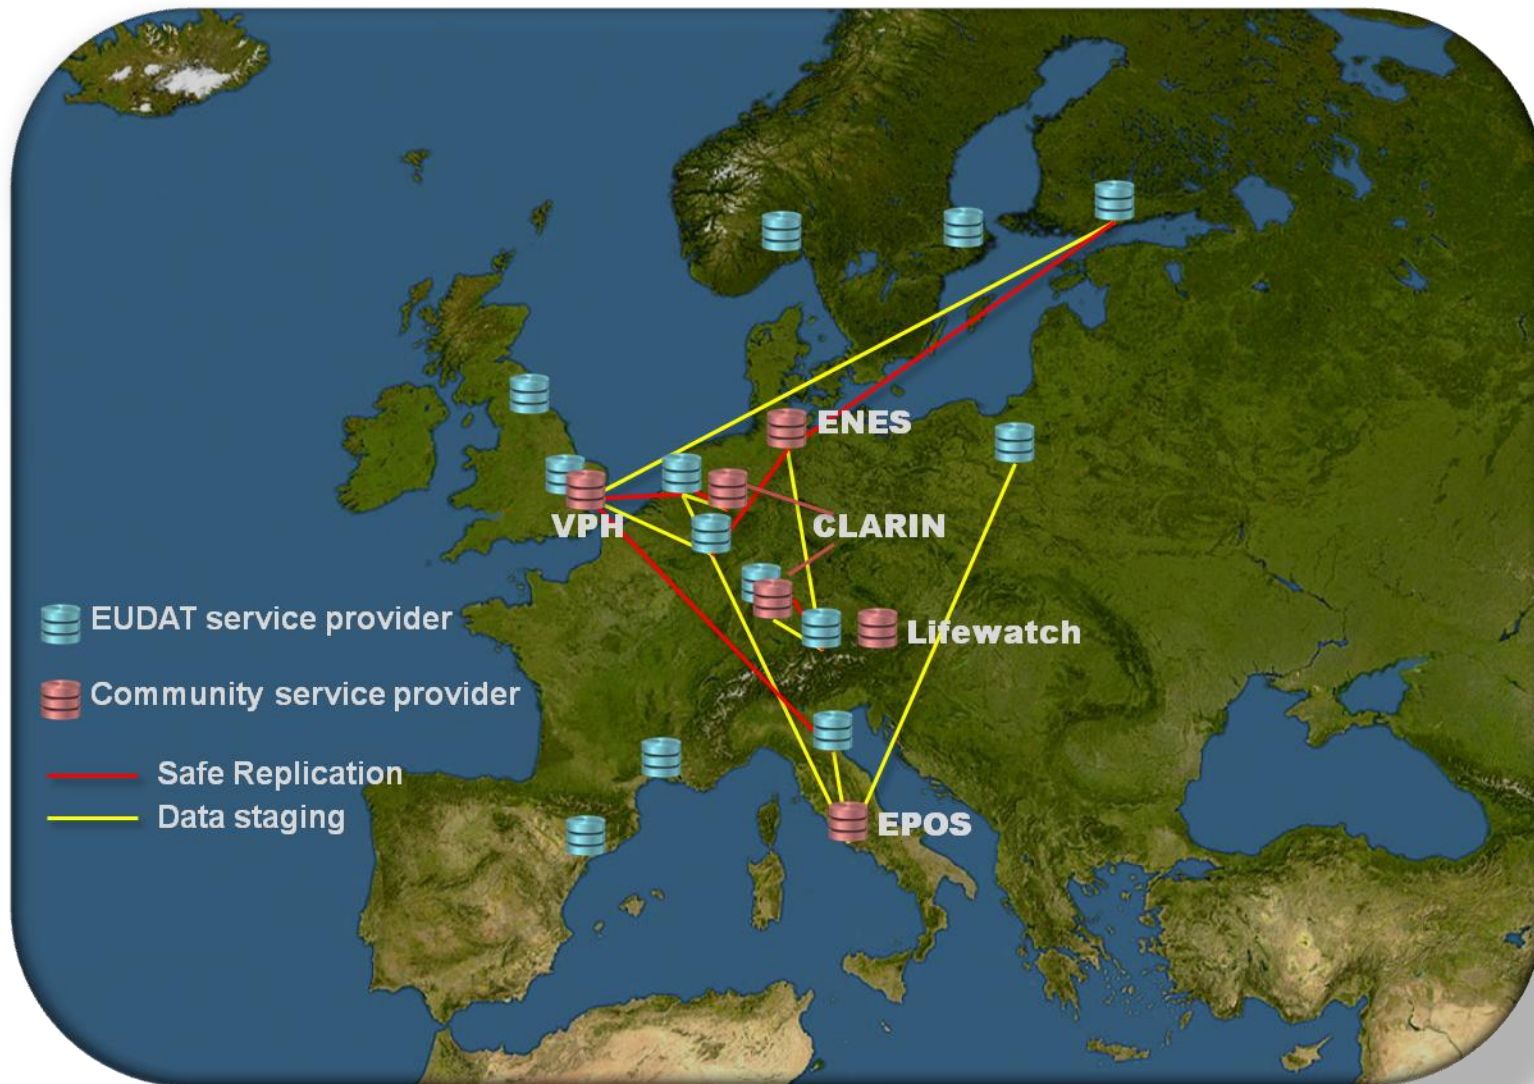 ENES
VPH
CLARIN
EUDAT service provider
Lifewatch
Community service provider
Safe Replication
Data staging
EPOS